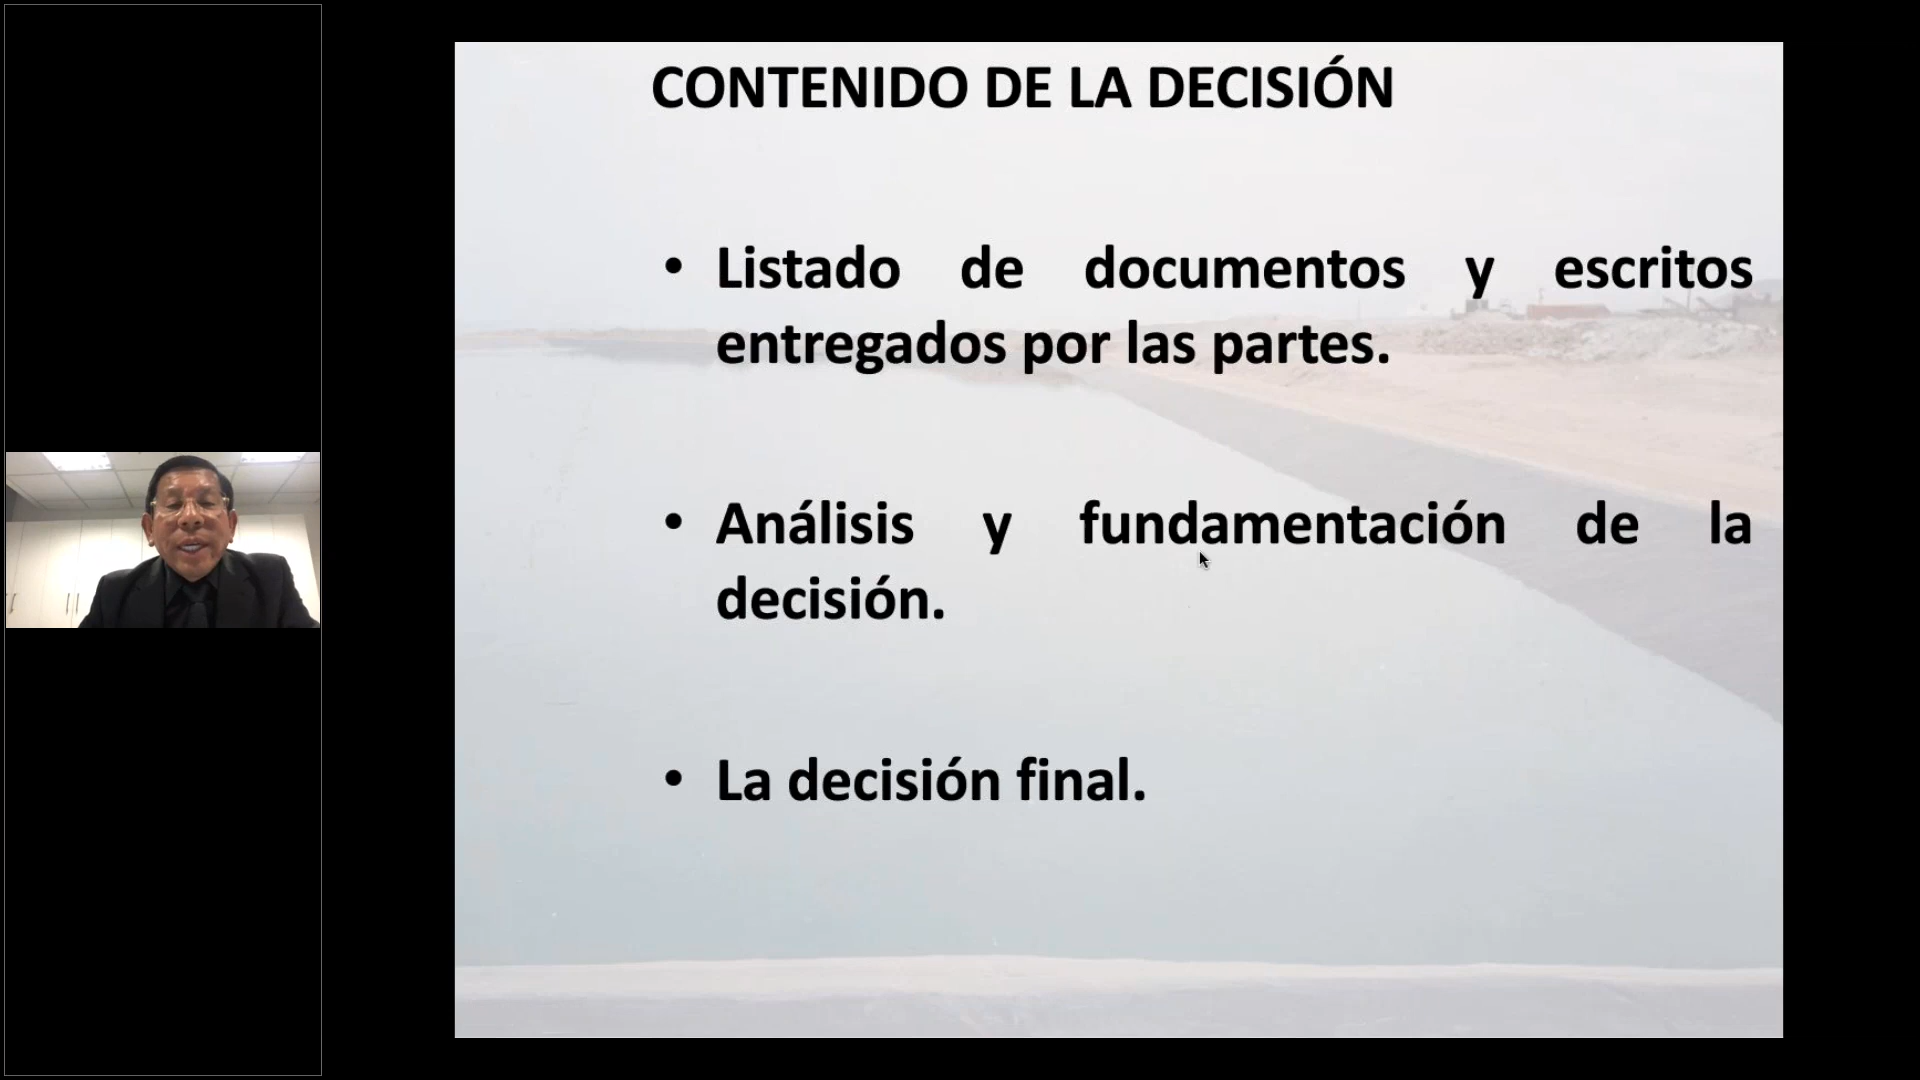 CONTENIDO DE LA DECISIÓN
• Listado de documentos y escritos
entregados por las partes.
• Análisis y fundamentación de la
decisión.
• La decisión final.